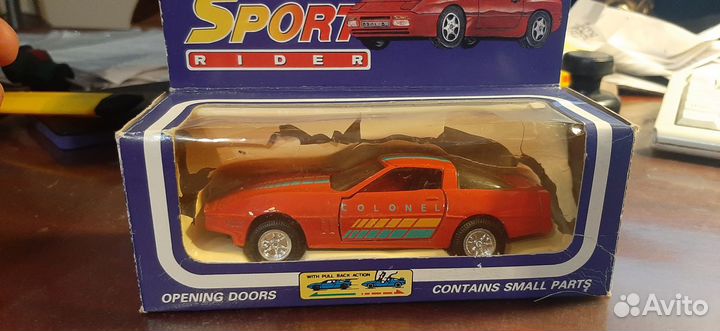 SPORT
RIDER
COLONEL
WITH PULL BACK ACTION
OPENING DOORS
CONTAINS SMALL PARTS
Avito